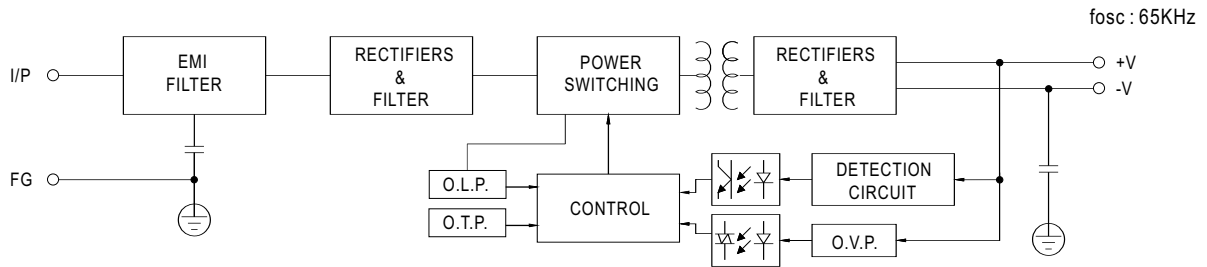 fosc : 65KHz
I/P
EMI
FILTER
RECTIFIERS
&
FILTER
POWER
SWITCHING
RECTIFIERS
&
FILTER
+V
-V
FG
O.L.P.
O.T.P.
CONTROL
DETECTION
CIRCUIT
O.V.P.